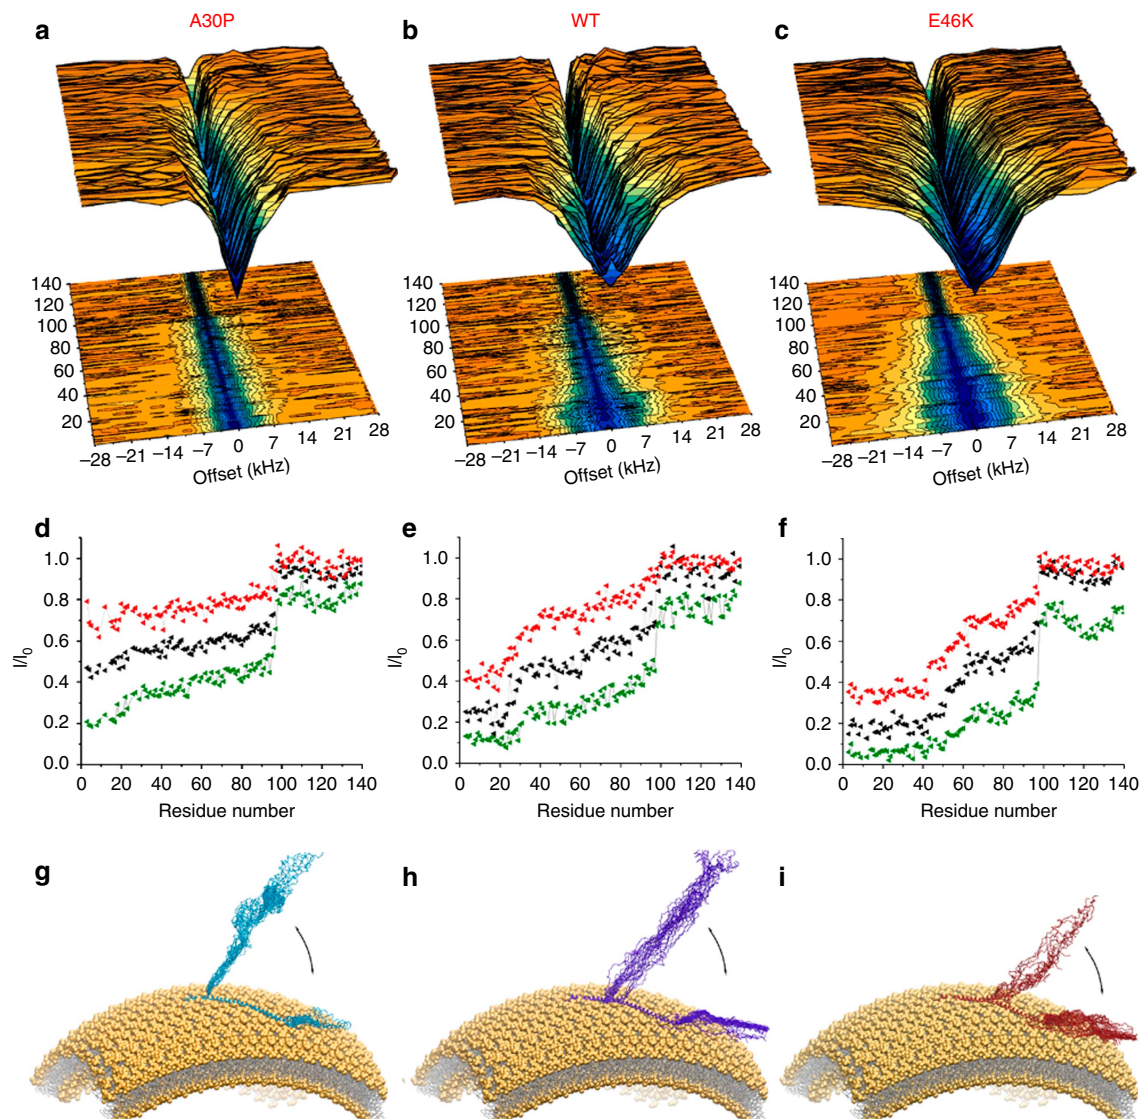 a A30P b WT c E46K
140
120
100
80
60
40
20
–28 –21 –14 –7 0 7 14 21 28
Offset (kHz)
140
120
100
80
60
40
20
–28 –21 –14 –7 0 7 14 21 28
Offset (kHz)
140
120
100
80
60
40
20
–28 –21 –14 –7 0 7 14 21 28
Offset (kHz)
d
1.0
0.8
0.6
0.4
0.2
0.0
I/I0
0 20 40 60 80 100 120 140
Residue number
e
1.0
0.8
0.6
0.4
0.2
0.0
I/I0
0 20 40 60 80 100 120 140
Residue number
f
1.0
0.8
0.6
0.4
0.2
0.0
I/I0
0 20 40 60 80 100 120 140
Residue number
g h i